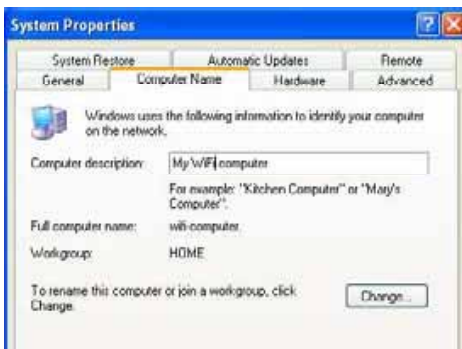 System Properties
System Restore Automatic Updates Remote
General Computer Name Hardware Advanced
Windows uses the following information to identify your computer
on the network.
Computer description: My WiFi computer
For example: "Kitchen Computer" or "Mary's
Computer".
Full computer name: wifi-computer.
Workgroup: HOME
To rename this computer or join a workgroup, click
Change.
Change...